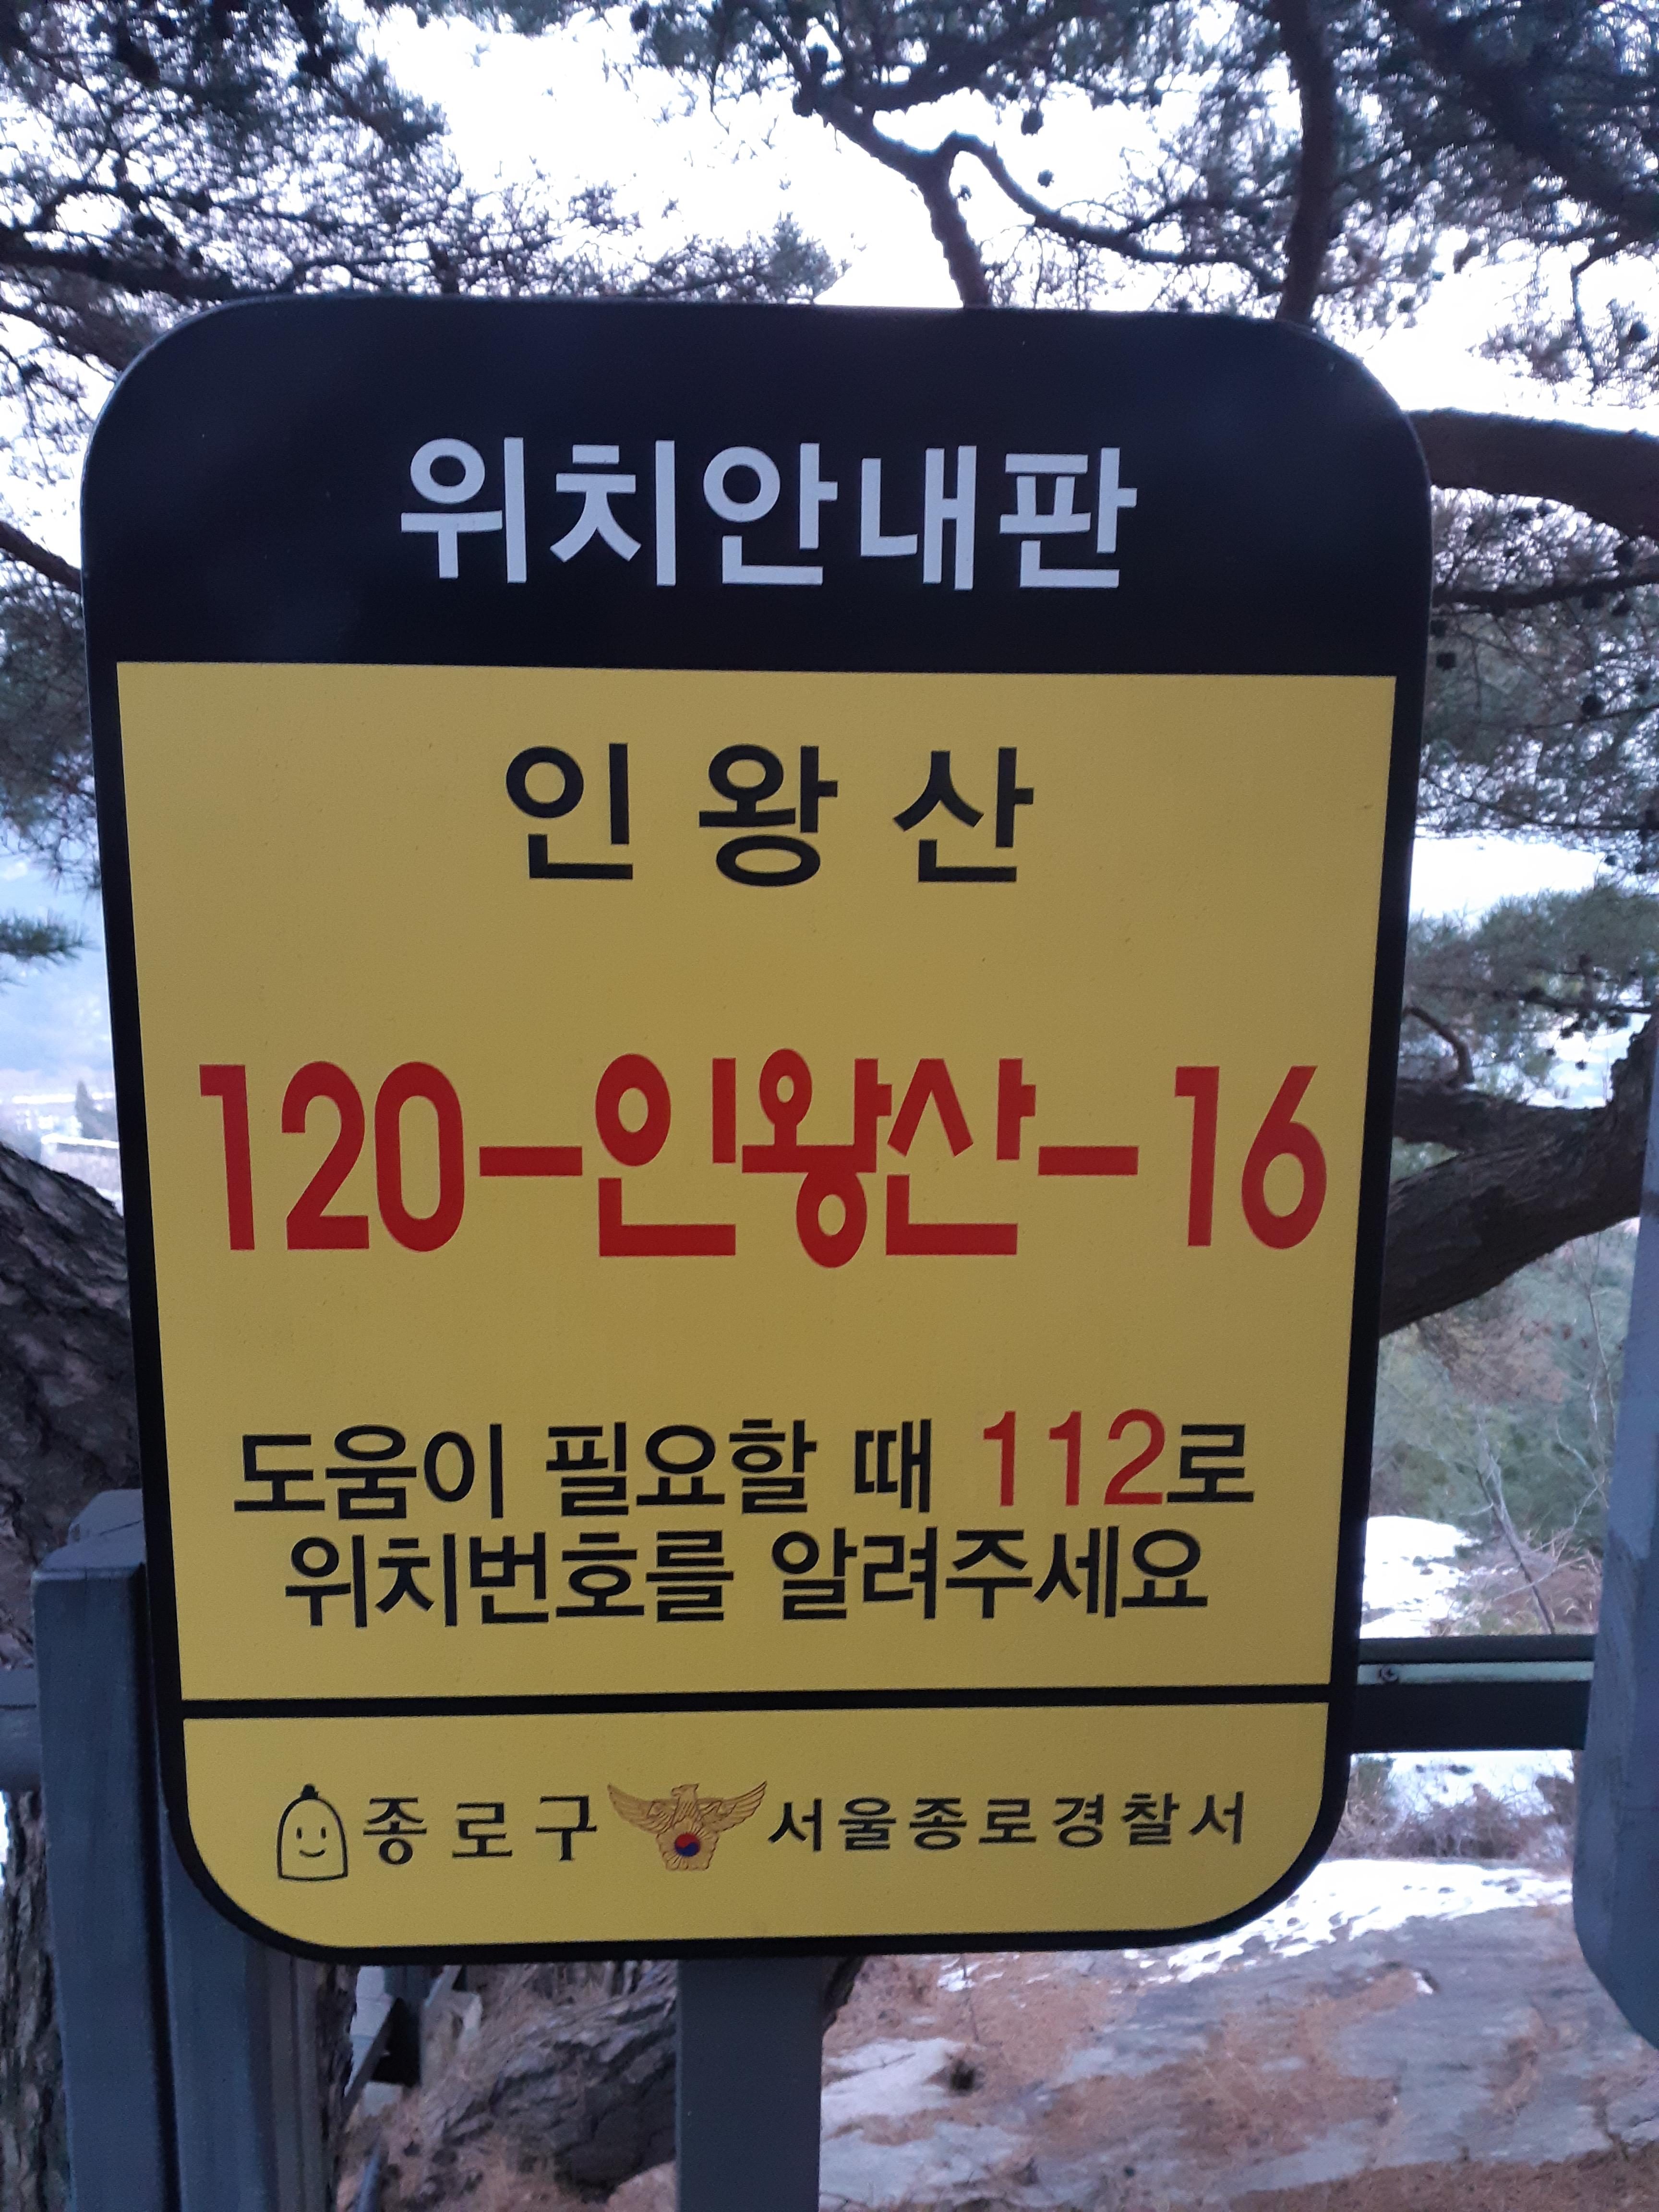 위치안내판
인왕산
120-인왕산-16
도움이 필요할 때 112로
위치번호를 알려주세요
종로구 서울종로경찰서